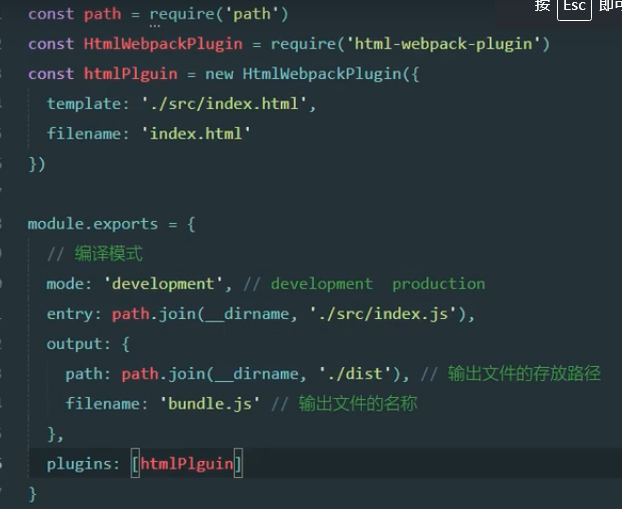 按 Esc 即可
const path = require('path')
const HtmlWebpackPlugin = require('html-webpack-plugin')
const htmlPlguin = new HtmlWebpackPlugin({
template: './src/index.html',
filename: 'index.html'
})
module.exports = {
// 编译模式
mode: 'development', // development production
entry: path.join(__dirname, './src/index.js'),
output: {
path: path.join(__dirname, './dist'), // 输出文件的存放路径
filename: 'bundle.js' // 输出文件的名称
},
plugins: [htmlPlguin]
}